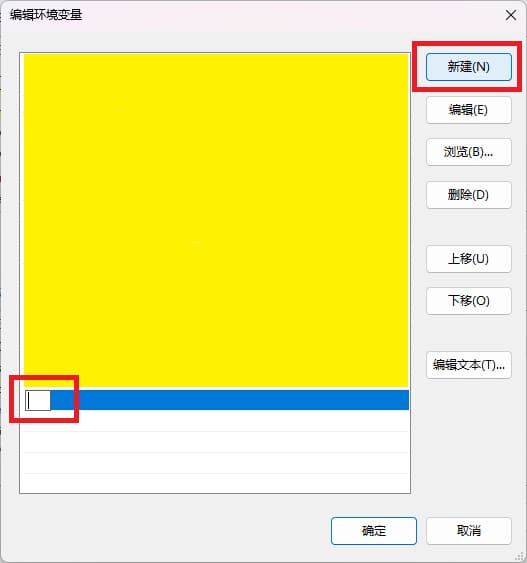 编辑环境变量
新建(N)
编辑(E)
浏览(B)...
删除(D)
上移(U)
下移(O)
编辑文本(T)...
确定
取消